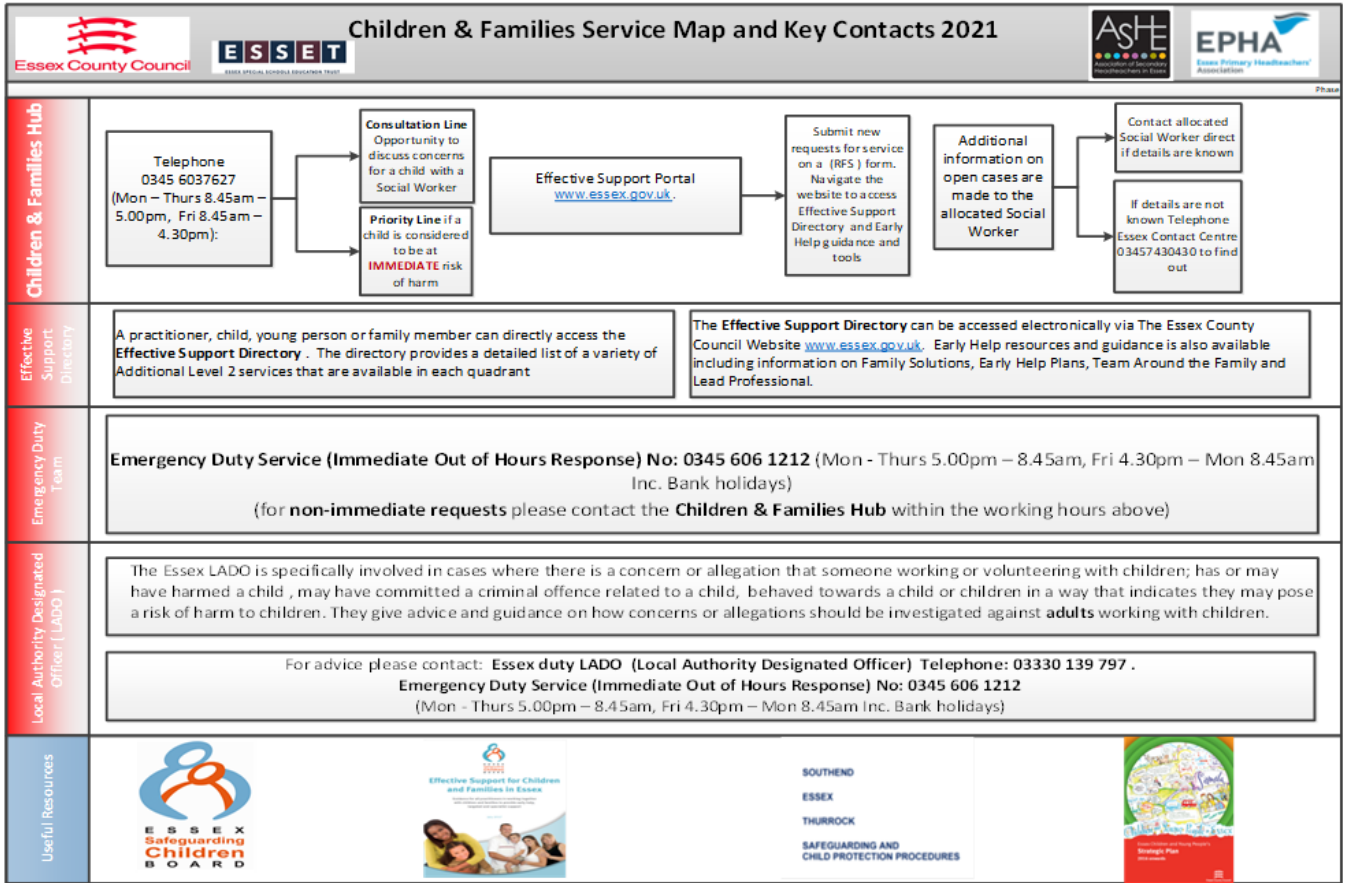 Children & Families Service Map and Key Contacts 2021
Essex County Council
ESSET
ESSEX SPECIAL SCHOOLS EDUCATION TRUST
ASHE
Association of Secondary
Headteachers in Essex
EPHA
Essex Primary Headteachers'
Association
Phase
Children & Families Hub
Telephone
0345 6037627
(Mon – Thurs 8.45am –
5.00pm, Fri 8.45am –
4.30pm):
Consultation Line
Opportunity to
discuss concerns
for a child with a
Social Worker
Priority Line if a
child is considered
to be at
IMMEDIATE risk
of harm
Effective Support Portal
www.essex.gov.uk .
Submit new
requests for service
on a (RFS ) form.
Navigate the
website to access
Effective Support
Directory and Early
Help guidance and
tools
Additional
information on
open cases are
made to the
allocated Social
Worker
Contact allocated
Social Worker direct
if details are known
If details are not
known Telephone
Essex Contact Centre
03457430430 to find
out
Effective
Support
Directory
A practitioner, child, young person or family member can directly access the
Effective Support Directory . The directory provides a detailed list of a variety of
Additional Level 2 services that are available in each quadrant
The Effective Support Directory can be accessed electronically via The Essex County
Council Website www.essex.gov.uk. Early Help resources and guidance is also available
including information on Family Solutions, Early Help Plans, Team Around the Family and
Lead Professional.
Emergency Duty
Team
Emergency Duty Service (Immediate Out of Hours Response) No: 0345 606 1212 (Mon - Thurs 5.00pm – 8.45am, Fri 4.30pm – Mon 8.45am
Inc. Bank holidays)
(for non-immediate requests please contact the Children & Families Hub within the working hours above)
Local Authority Designated
Officer ( LADO )
The Essex LADO is specifically involved in cases where there is a concern or allegation that someone working or volunteering with children; has or may
have harmed a child , may have committed a criminal offence related to a child, behaved towards a child or children in a way that indicates they may pose
a risk of harm to children. They give advice and guidance on how concerns or allegations should be investigated against adults working with children.
For advice please contact: Essex duty LADO (Local Authority Designated Officer) Telephone: 03330 139 797 .
Emergency Duty Service (Immediate Out of Hours Response) No: 0345 606 1212
(Mon - Thurs 5.00pm – 8.45am, Fri 4.30pm – Mon 8.45am Inc. Bank holidays)
Useful Resources
ESSEX
Safeguarding
Children
BOARD
Effective Support for Children
and Families in Essex
SOUTHEND
ESSEX
THURROCK
SAFEGUARDING AND
CHILD PROTECTION PROCEDURES
Essex Children and Young People's
Strategic Plan